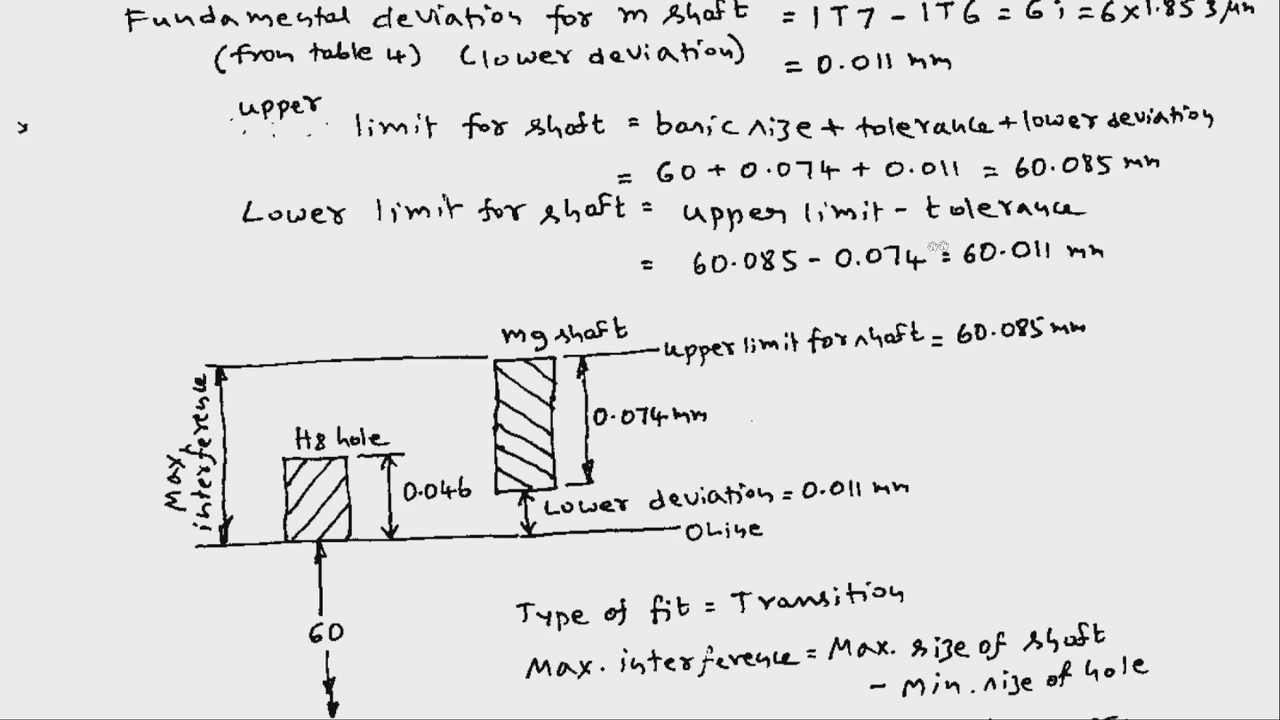 Fundamental deviation for m shaft = IT7 - IT6 = 6i = 6x1.853 μm
(from table 4) (lower deviation) = 0.011 mm
upper
limit for shaft = basic size + tolerance + lower deviation
= 60 + 0.074 + 0.011 = 60.085 mm
Lower limit for shaft = upper limit - tolerance
= 60.085 - 0.074 = 60.011 mm
m9 shaft
upper limit for shaft = 60.085 mm
Max interference
0.074 mm
H8 hole
0.046
Lower deviation = 0.011 mm
0 Line
60
Type of fit = Transition
Max. interference = Max. size of shaft
- Min. size of hole